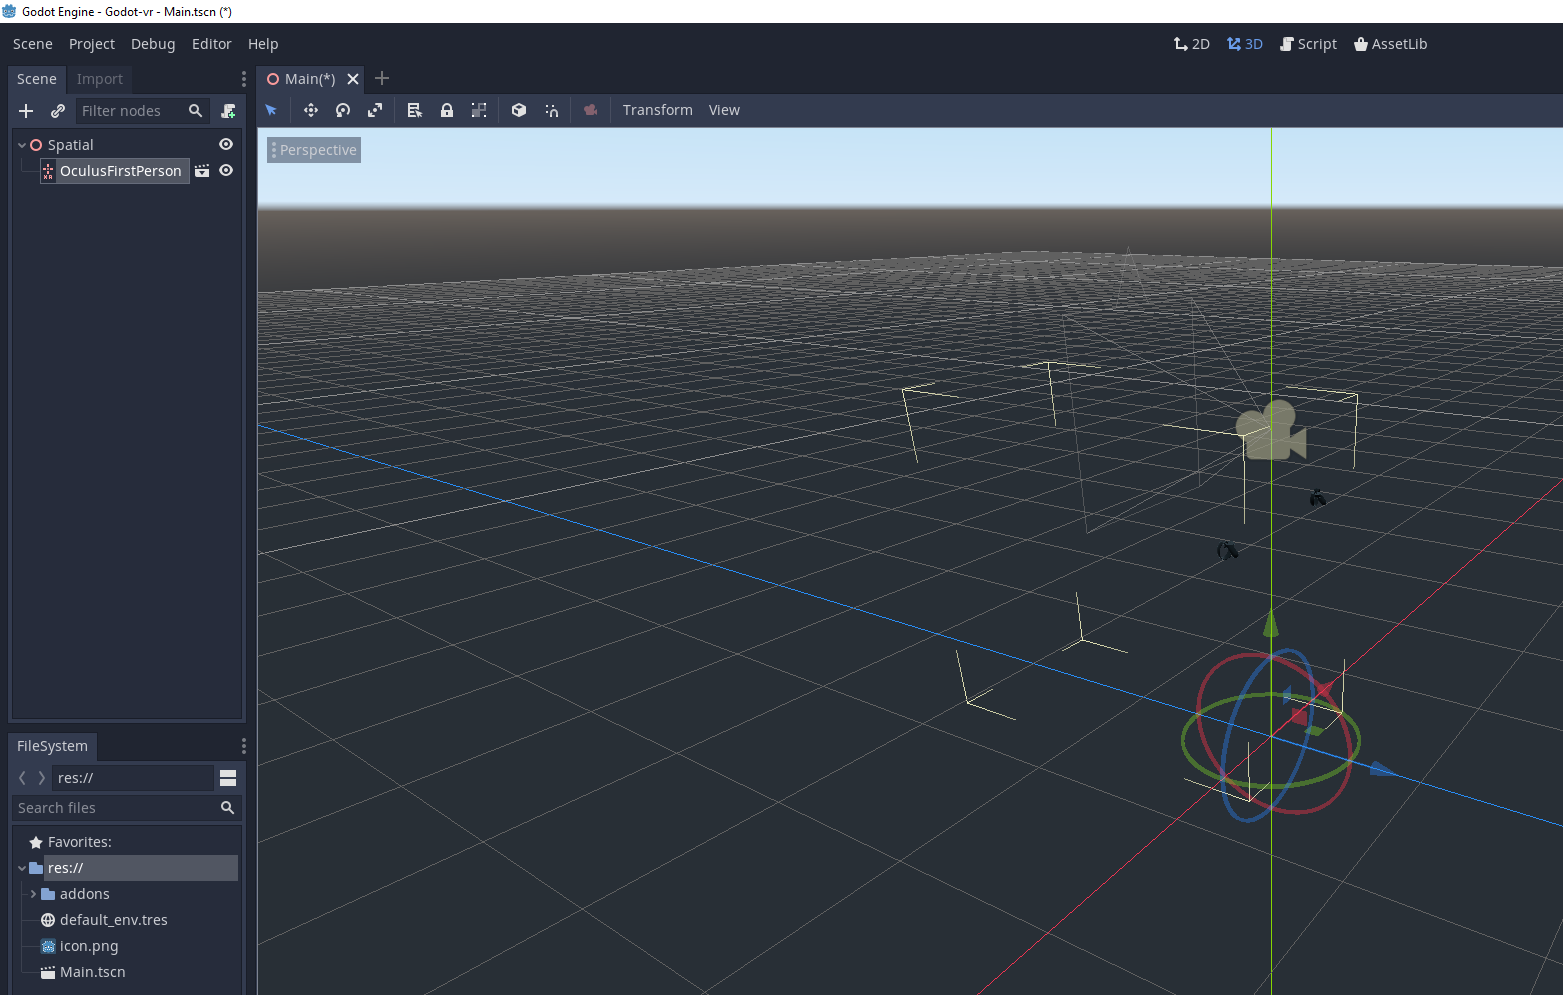 Godot Engine - Godot-vr - Main.tscn (*)
Scene Project Debug Editor Help
2D 3D Script AssetLib
Scene Import
Main(*)
Filter nodes
Transform View
Spatial
OculusFirstPerson
Perspective
FileSystem
res://
Search files
Favorites:
res://
addons
default_env.tres
icon.png
Main.tscn